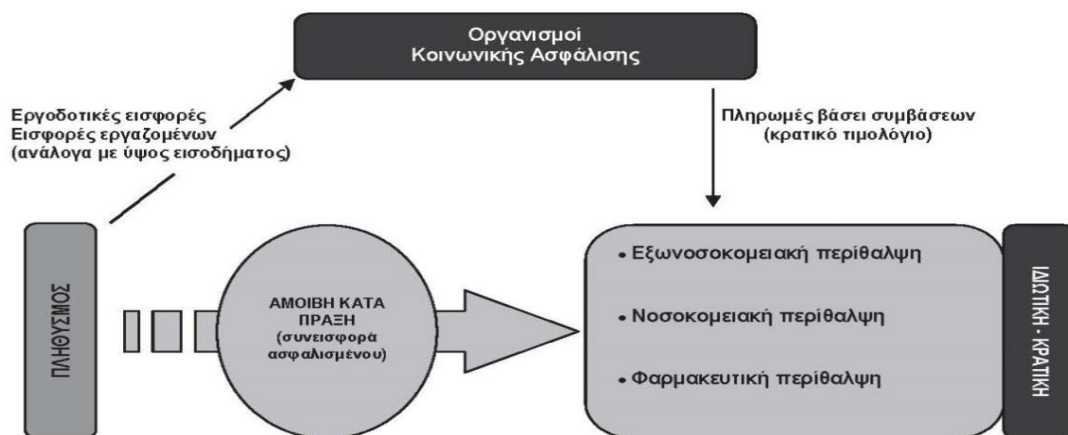 Οργανισμοί
Κοινωνικής Ασφάλισης
Εργοδοτικές εισφορές
Εισφορές εργαζομένων
(ανάλογα με ύψος εισοδήματος)
Πληρωμές βάσει συμβάσεων
(κρατικό τιμολόγιο)
ΠΛΗΘΥΣΜΟΣ
ΑΜΟΙΒΗ ΚΑΤΑ
ΠΡΑΞΗ
(συνεισφορά
ασφαλισμένου)
• Εξωνοσοκομειακή περίθαλψη
• Νοσοκομειακή περίθαλψη
• Φαρμακευτική περίθαλψη
ΙΔΙΩΤΙΚΗ - ΚΡΑΤΙΚΗ